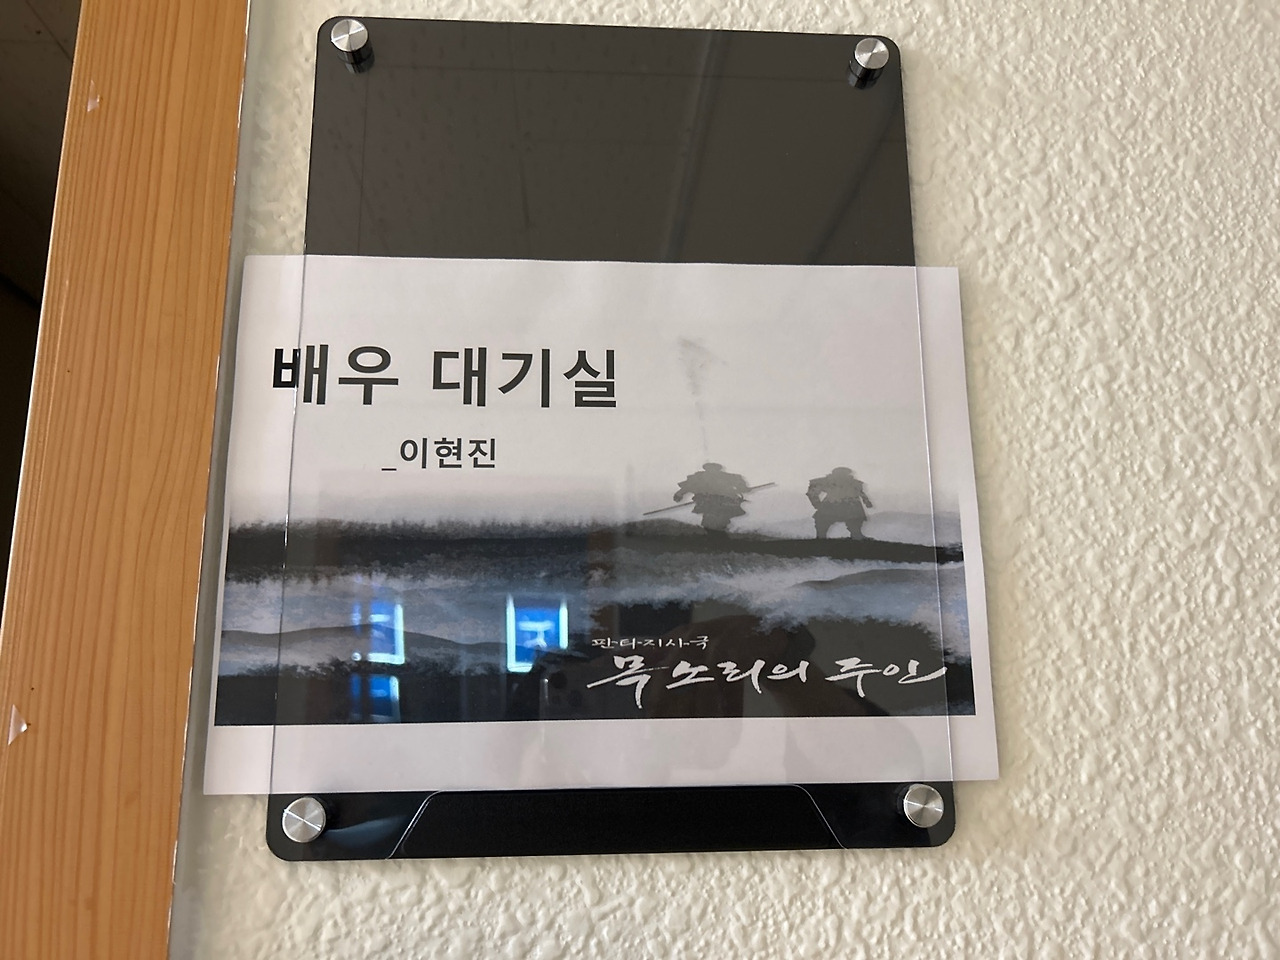 배우 대기실
_이현진
판타지사극
목소리의 주인